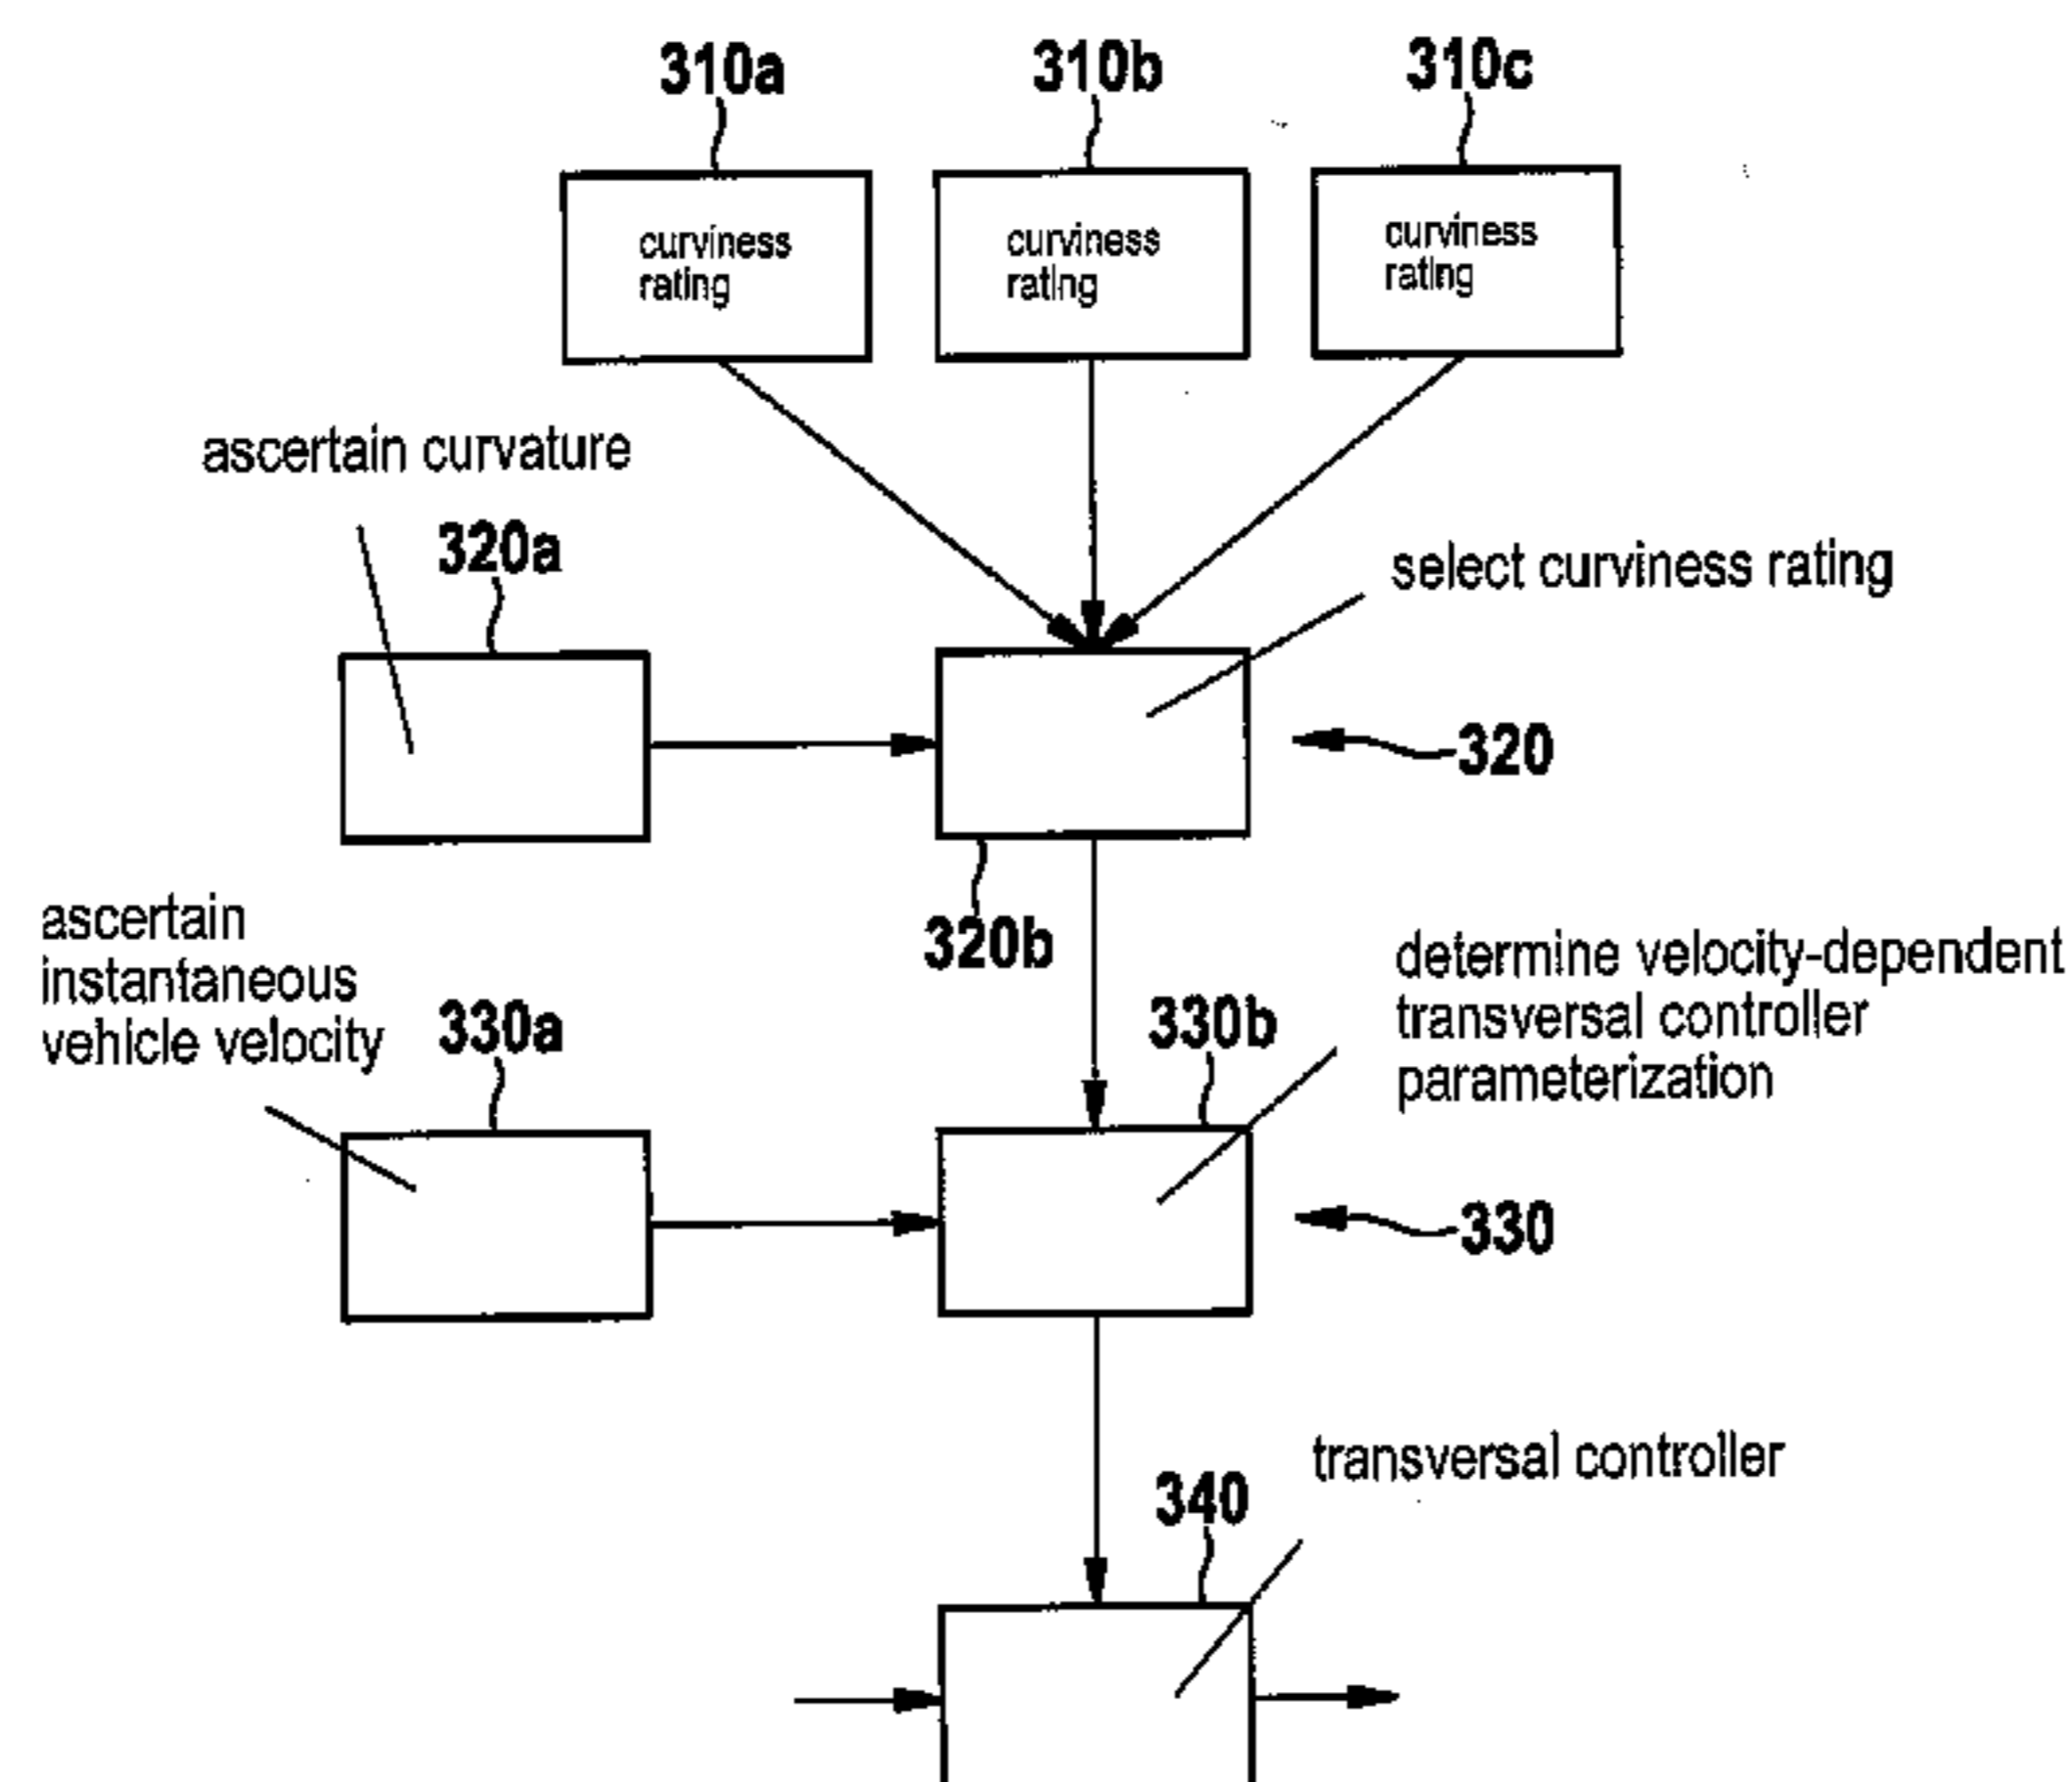 310a
310b
310c
curviness
rating
curviness
rating
curviness
rating
ascertain curvature
320a
select curviness rating
320
320b
ascertain
instantaneous
vehicle velocity
330a
330b
determine velocity-dependent
transversal controller
parameterization
330
transversal controller
340